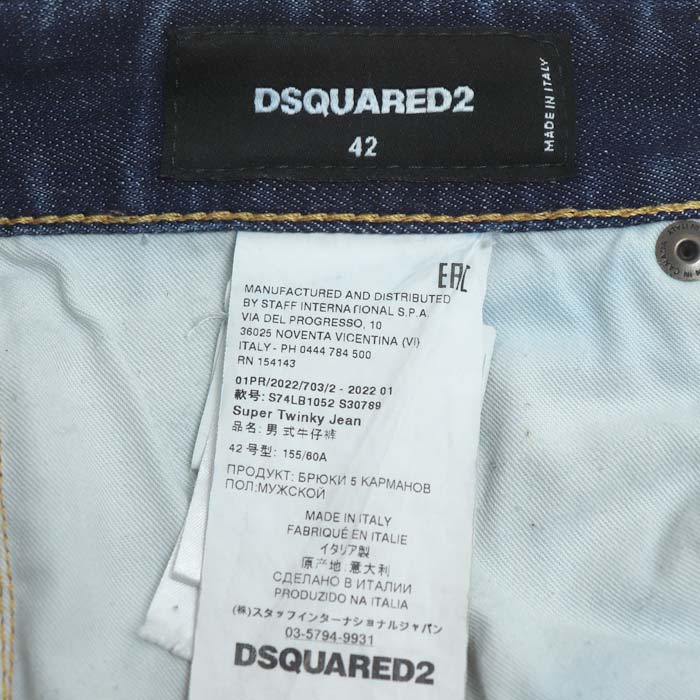 DSQUARED2
42
MADE IN ITALY
EAC
MANUFACTURED AND DISTRIBUTED
BY STAFF INTERNATIONAL S.P.A.
VIA DEL PROGRESSO, 10
36025 NOVENTA VICENTINA (VI)
ITALY - PH 0444 784 500
RN 154143
01PR/2022/703/2 - 2022 01
款号: S74LB1052 S30789
Super Twinky Jean
品名: 男式牛仔裤
42 号型: 155/60A
ПРОДУКТ: БРЮКИ 5 КАРМАНОВ
ПОЛ:МУЖСКОЙ
MADE IN ITALY
FABRIQUÉ EN ITALIE
イタリア製
原产地: 意大利
СДЕЛАНО В ИТАЛИИ
PRODUZIDO NA ITALIA
(株)スタッフインターナショナルジャパン
03-5794-9931
DSQUARED2